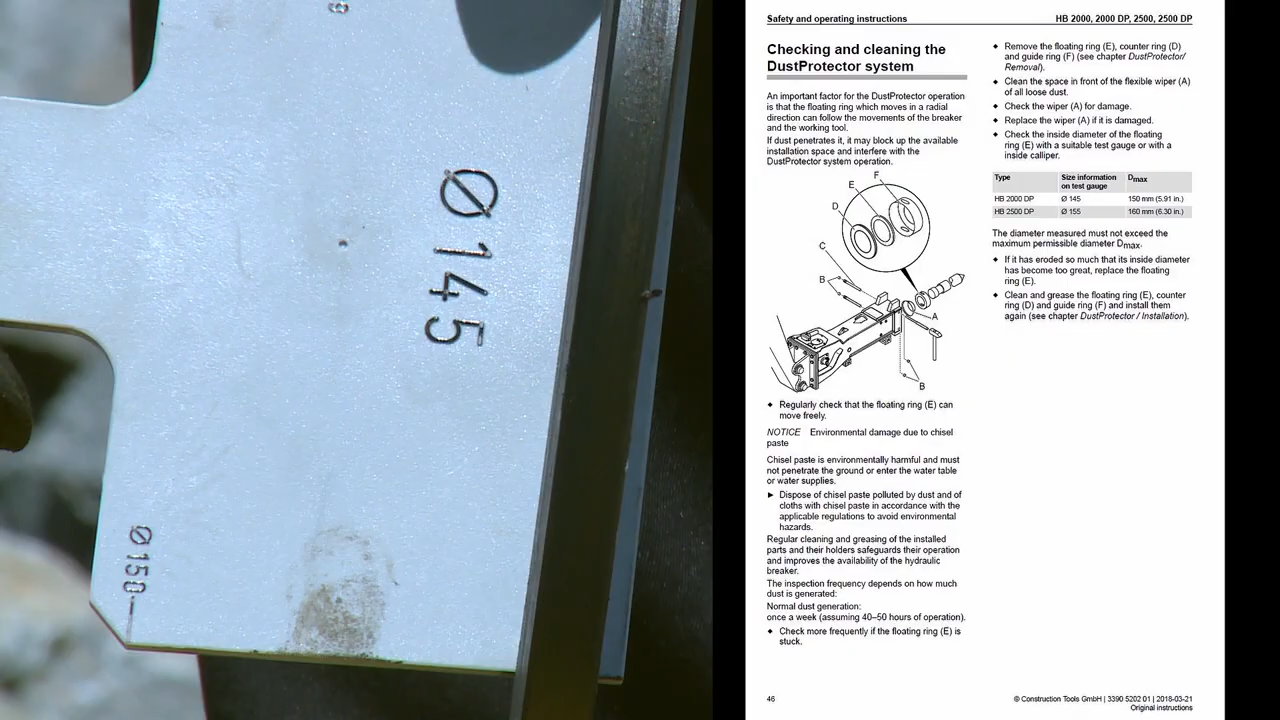 Ø 145
Ø150
Safety and operating instructions
HB 2000, 2000 DP, 2500, 2500 DP
Checking and cleaning the
DustProtector system
An important factor for the DustProtector operation
is that the floating ring which moves in a radial
direction can follow the movements of the breaker
and the working tool.
If dust penetrates it, it may block up the available
installation space and interfere with the
DustProtector system operation.
F
E
D
C
B
A
B
◆ Regularly check that the floating ring (E) can
move freely.
NOTICE Environmental damage due to chisel
paste
Chisel paste is environmentally harmful and must
not penetrate the ground or enter the water table
or water supplies.
► Dispose of chisel paste polluted by dust and of
cloths with chisel paste in accordance with the
applicable regulations to avoid environmental
hazards.
Regular cleaning and greasing of the installed
parts and their holders safeguards their operation
and improves the availability of the hydraulic
breaker.
The inspection frequency depends on how much
dust is generated:
Normal dust generation:
once a week (assuming 40–50 hours of operation).
◆ Check more frequently if the floating ring (E) is
stuck.
◆ Remove the floating ring (E), counter ring (D)
and guide ring (F) (see chapter DustProtector/
Removal).
◆ Clean the space in front of the flexible wiper (A)
of all loose dust.
◆ Check the wiper (A) for damage.
◆ Replace the wiper (A) if it is damaged.
◆ Check the inside diameter of the floating
ring (E) with a suitable test gauge or with a
inside calliper.
Type Size information on test gauge Dmax
HB 2000 DP Ø 145 150 mm (5.91 in.)
HB 2500 DP Ø 155 160 mm (6.30 in.)
The diameter measured must not exceed the
maximum permissible diameter Dmax.
◆ If it has eroded so much that its inside diameter
has become too great, replace the floating
ring (E).
◆ Clean and grease the floating ring (E), counter
ring (D) and guide ring (F) and install them
again (see chapter DustProtector / Installation).
46
© Construction Tools GmbH | 3390 5202 01 | 2018-03-21
Original instructions